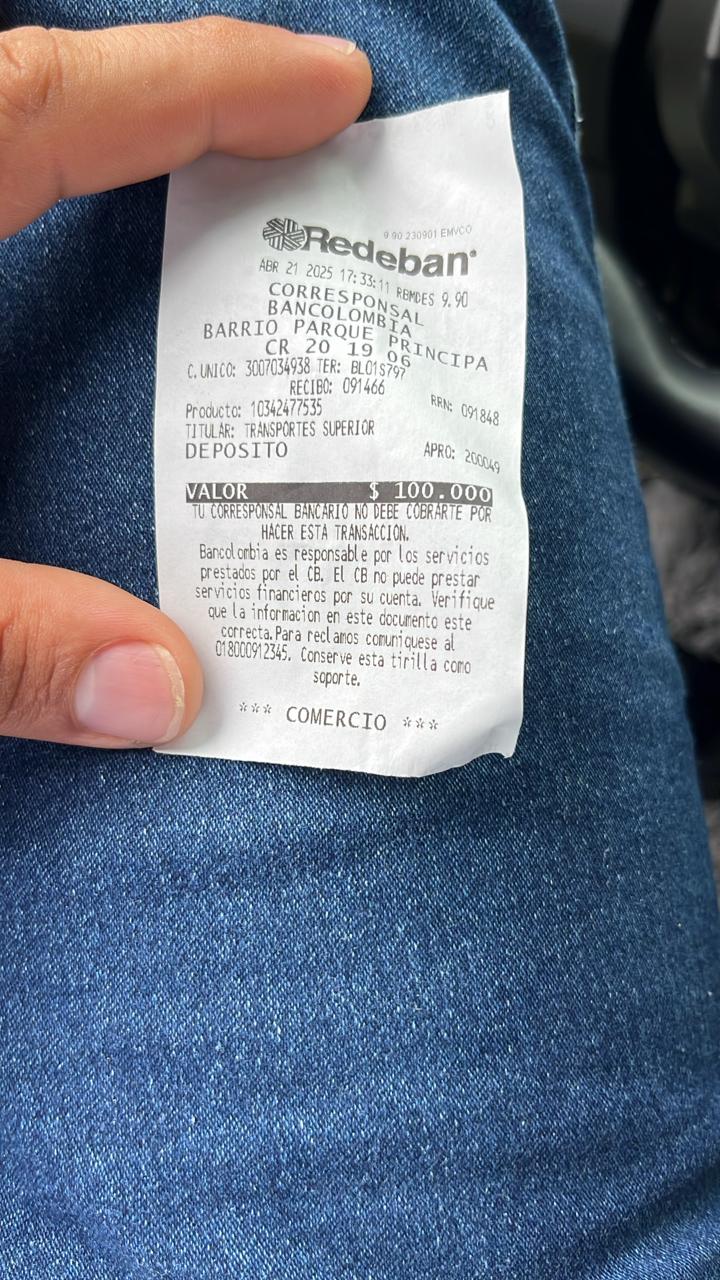 9.90 230901 EMVCO
Redeban
ABR 21 2025 17:33:11 RBMDES 9.90
CORRESPONSAL
BANCOLOMBIA
BARRIO PARQUE PRINCIPA
CR 20 19 06
C.UNICO: 3007034938 TER: BL01S797
RECIBO: 091466 RRN: 091848
Producto: 10342477535
TITULAR: TRANSPORTES SUPERIOR
DEPOSITO APRO: 200049
VALOR $ 100.000
TU CORRESPONSAL BANCARIO NO DEBE COBRARTE POR
HACER ESTA TRANSACCION.
Bancolombia es responsable por los servicios
prestados por el CB. El CB no puede prestar
servicios financieros por su cuenta. Verifique
que la informacion en este documento este
correcta.Para reclamos comuniquese al
018000912345. Conserve esta tirilla como
soporte.
*** COMERCIO ***